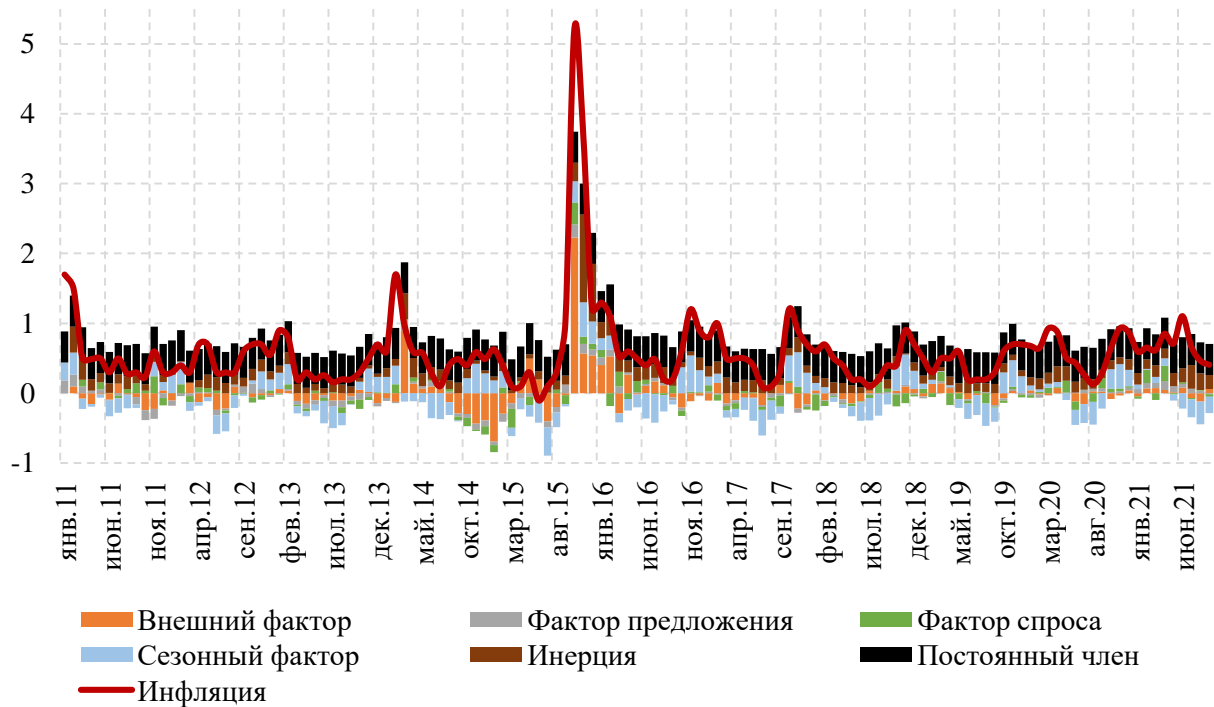 5
4
3
2
1
0
-1
янв.11
июн.11
ноя.11
апр.12
сен.12
фев.13
июл.13
дек.13
май.14
окт.14
мар.15
авг.15
янв.16
июн.16
ноя.16
апр.17
сен.17
фев.18
июл.18
дек.18
май.19
окт.19
мар.20
авг.20
янв.21
июн.21
Внешний фактор
Фактор предложения
Фактор спроса
Сезонный фактор
Инерция
Постоянный член
Инфляция